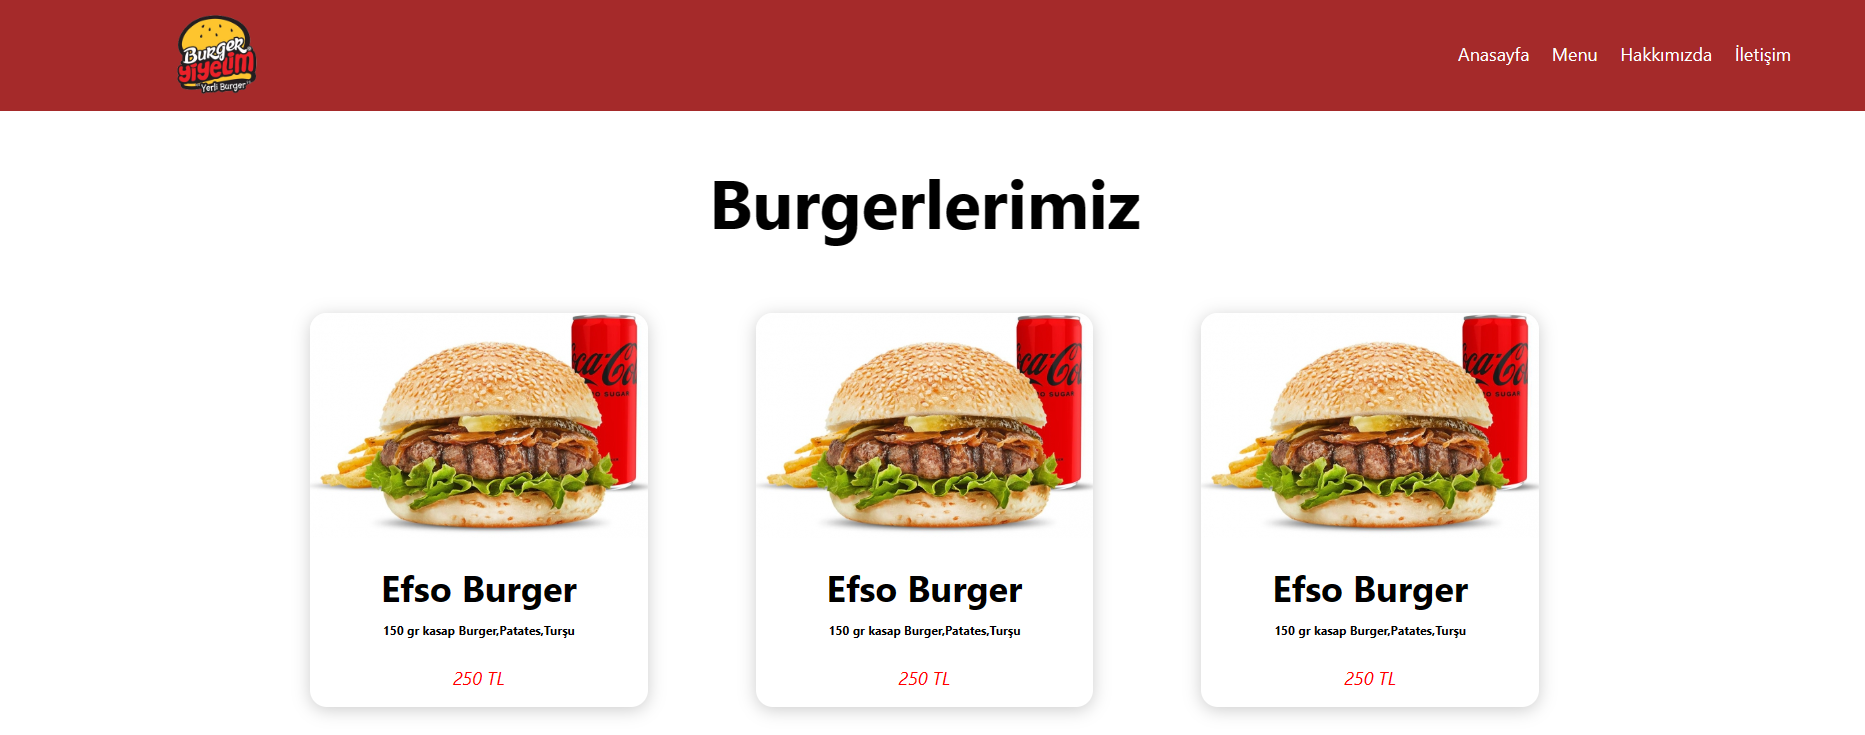 Burger
yiyelim
Yerli Burger
Anasayfa Menu Hakkımızda İletişim
Burgerlerimiz
Efso Burger
150 gr kasap Burger,Patates,Turşu
250 TL
Efso Burger
150 gr kasap Burger,Patates,Turşu
250 TL
Efso Burger
150 gr kasap Burger,Patates,Turşu
250 TL